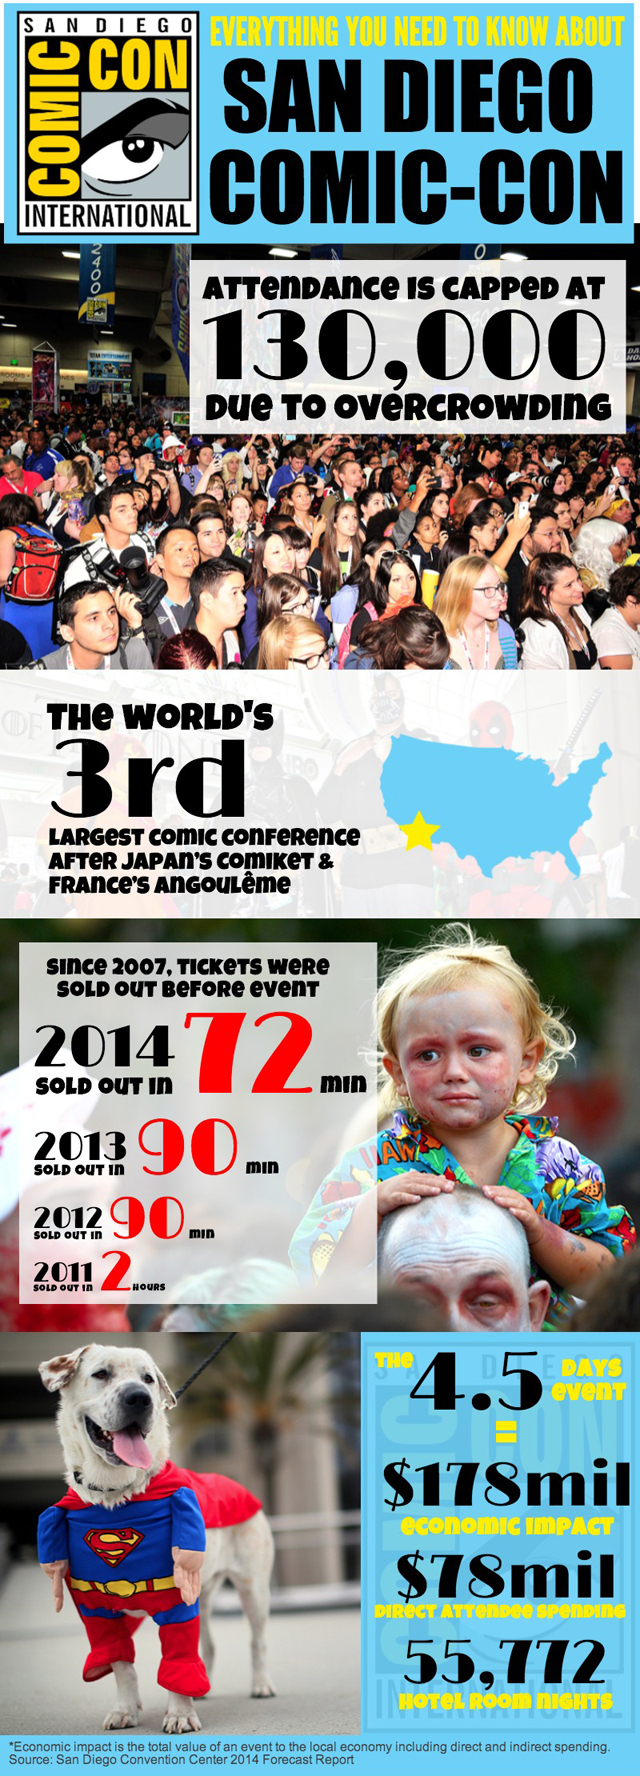 SAN DIEGO
COMIC
CON
INTERNATIONAL
EVERYTHING YOU NEED TO KNOW ABOUT
SAN DIEGO
COMIC-CON
ATTENDANCE IS CAPPED AT
130,000
DUE TO OVERCROWDING
THE WORLD'S
3rd
LARGEST COMIC CONFERENCE
AFTER JAPAN'S COMIKET &
FRANCE'S ANGOULÊME
SINCE 2007, TICKETS WERE
SOLD OUT BEFORE EVENT
2014 72
SOLD OUT IN min
2013 90
SOLD OUT IN min
2012 90
SOLD OUT IN min
2011 2
SOLD OUT IN HOURS
THE 4.5 DAYS
EVENT
=
$178mil
ECONOMIC IMPACT
$78mil
DIRECT ATTENDEE SPENDING
55,772
HOTEL ROOM NIGHTS
*Economic impact is the total value of an event to the local economy including direct and indirect spending.
Source: San Diego Convention Center 2014 Forecast Report